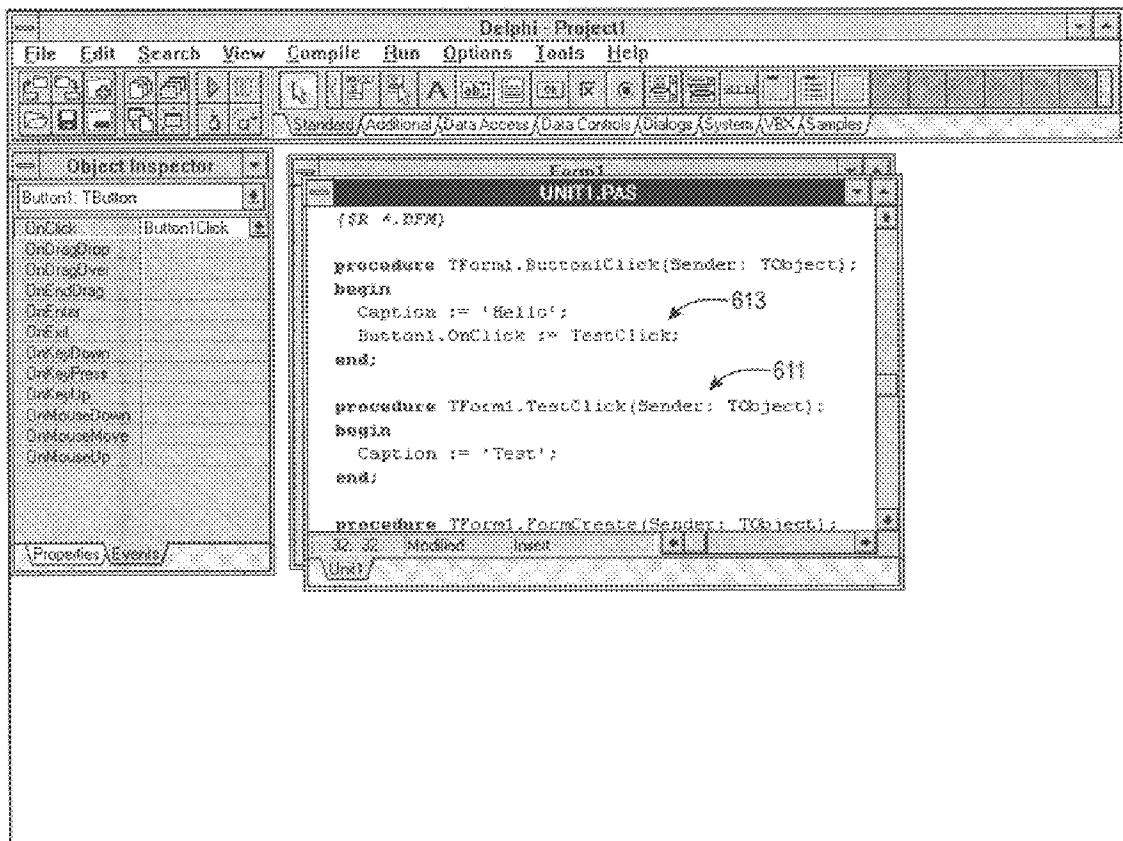 Delphi - Project1
File Edit Search View Compile Run Options Tools Help
Standard Additional Data Access Data Controls Dialogs System VBX Samples
Object Inspector
Button1: TButton
OnClick Button1Click
OnDragDrop
OnDragOver
OnEndDrag
OnEnter
OnExit
OnKeyDown
OnKeyPress
OnKeyUp
OnMouseDown
OnMouseMove
OnMouseUp
Properties Events
Form1
UNIT1.PAS
{$R *.DFM}
procedure TForm1.Button1Click(Sender: TObject);
begin
Caption := 'Hello';
613
Button1.OnClick := TestClick;
end;
611
procedure TForm1.TestClick(Sender: TObject);
begin
Caption := 'Test';
end;
procedure TForm1.FormCreate(Sender: TObject);
32: 32 Modified Insert
Unit1